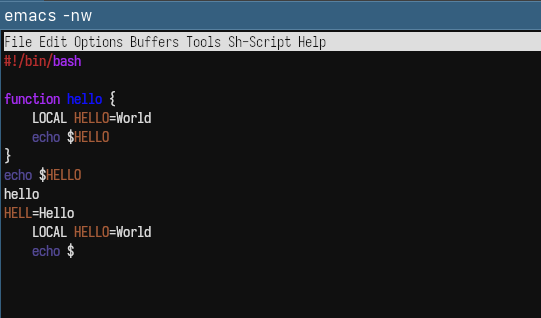 emacs -nw
File Edit Options Buffers Tools Sh-Script Help
#!/bin/bash
function hello {
    LOCAL HELLO=World
    echo $HELLO
}
echo $HELLO
hello
HELL=Hello
    LOCAL HELLO=World
    echo $